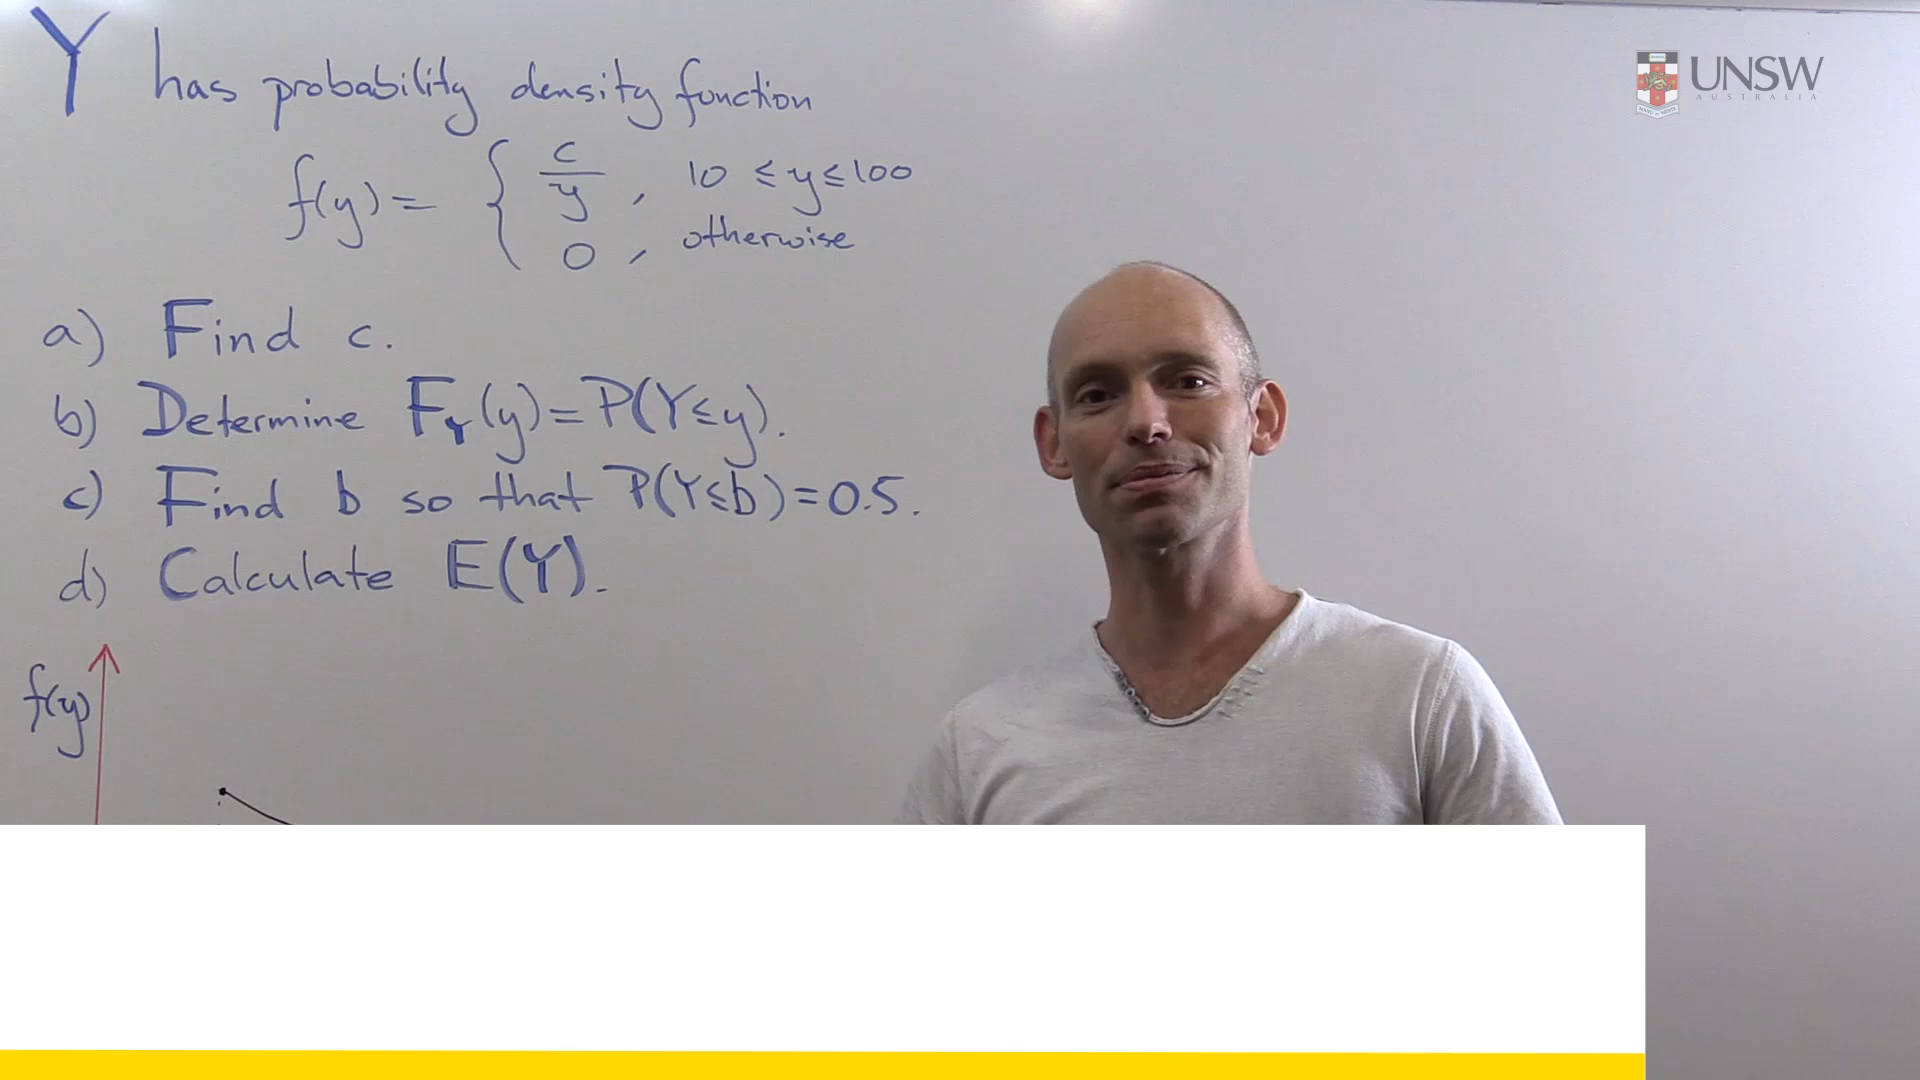 Y has probability density function
f(y) = { c/y , 10 ≤ y ≤ 100
0 , otherwise
a) Find c.
b) Determine F_Y(y) = P(Y ≤ y).
c) Find b so that P(Y ≤ b) = 0.5.
d) Calculate E(Y).
f(y)
UNSW
AUSTRALIA